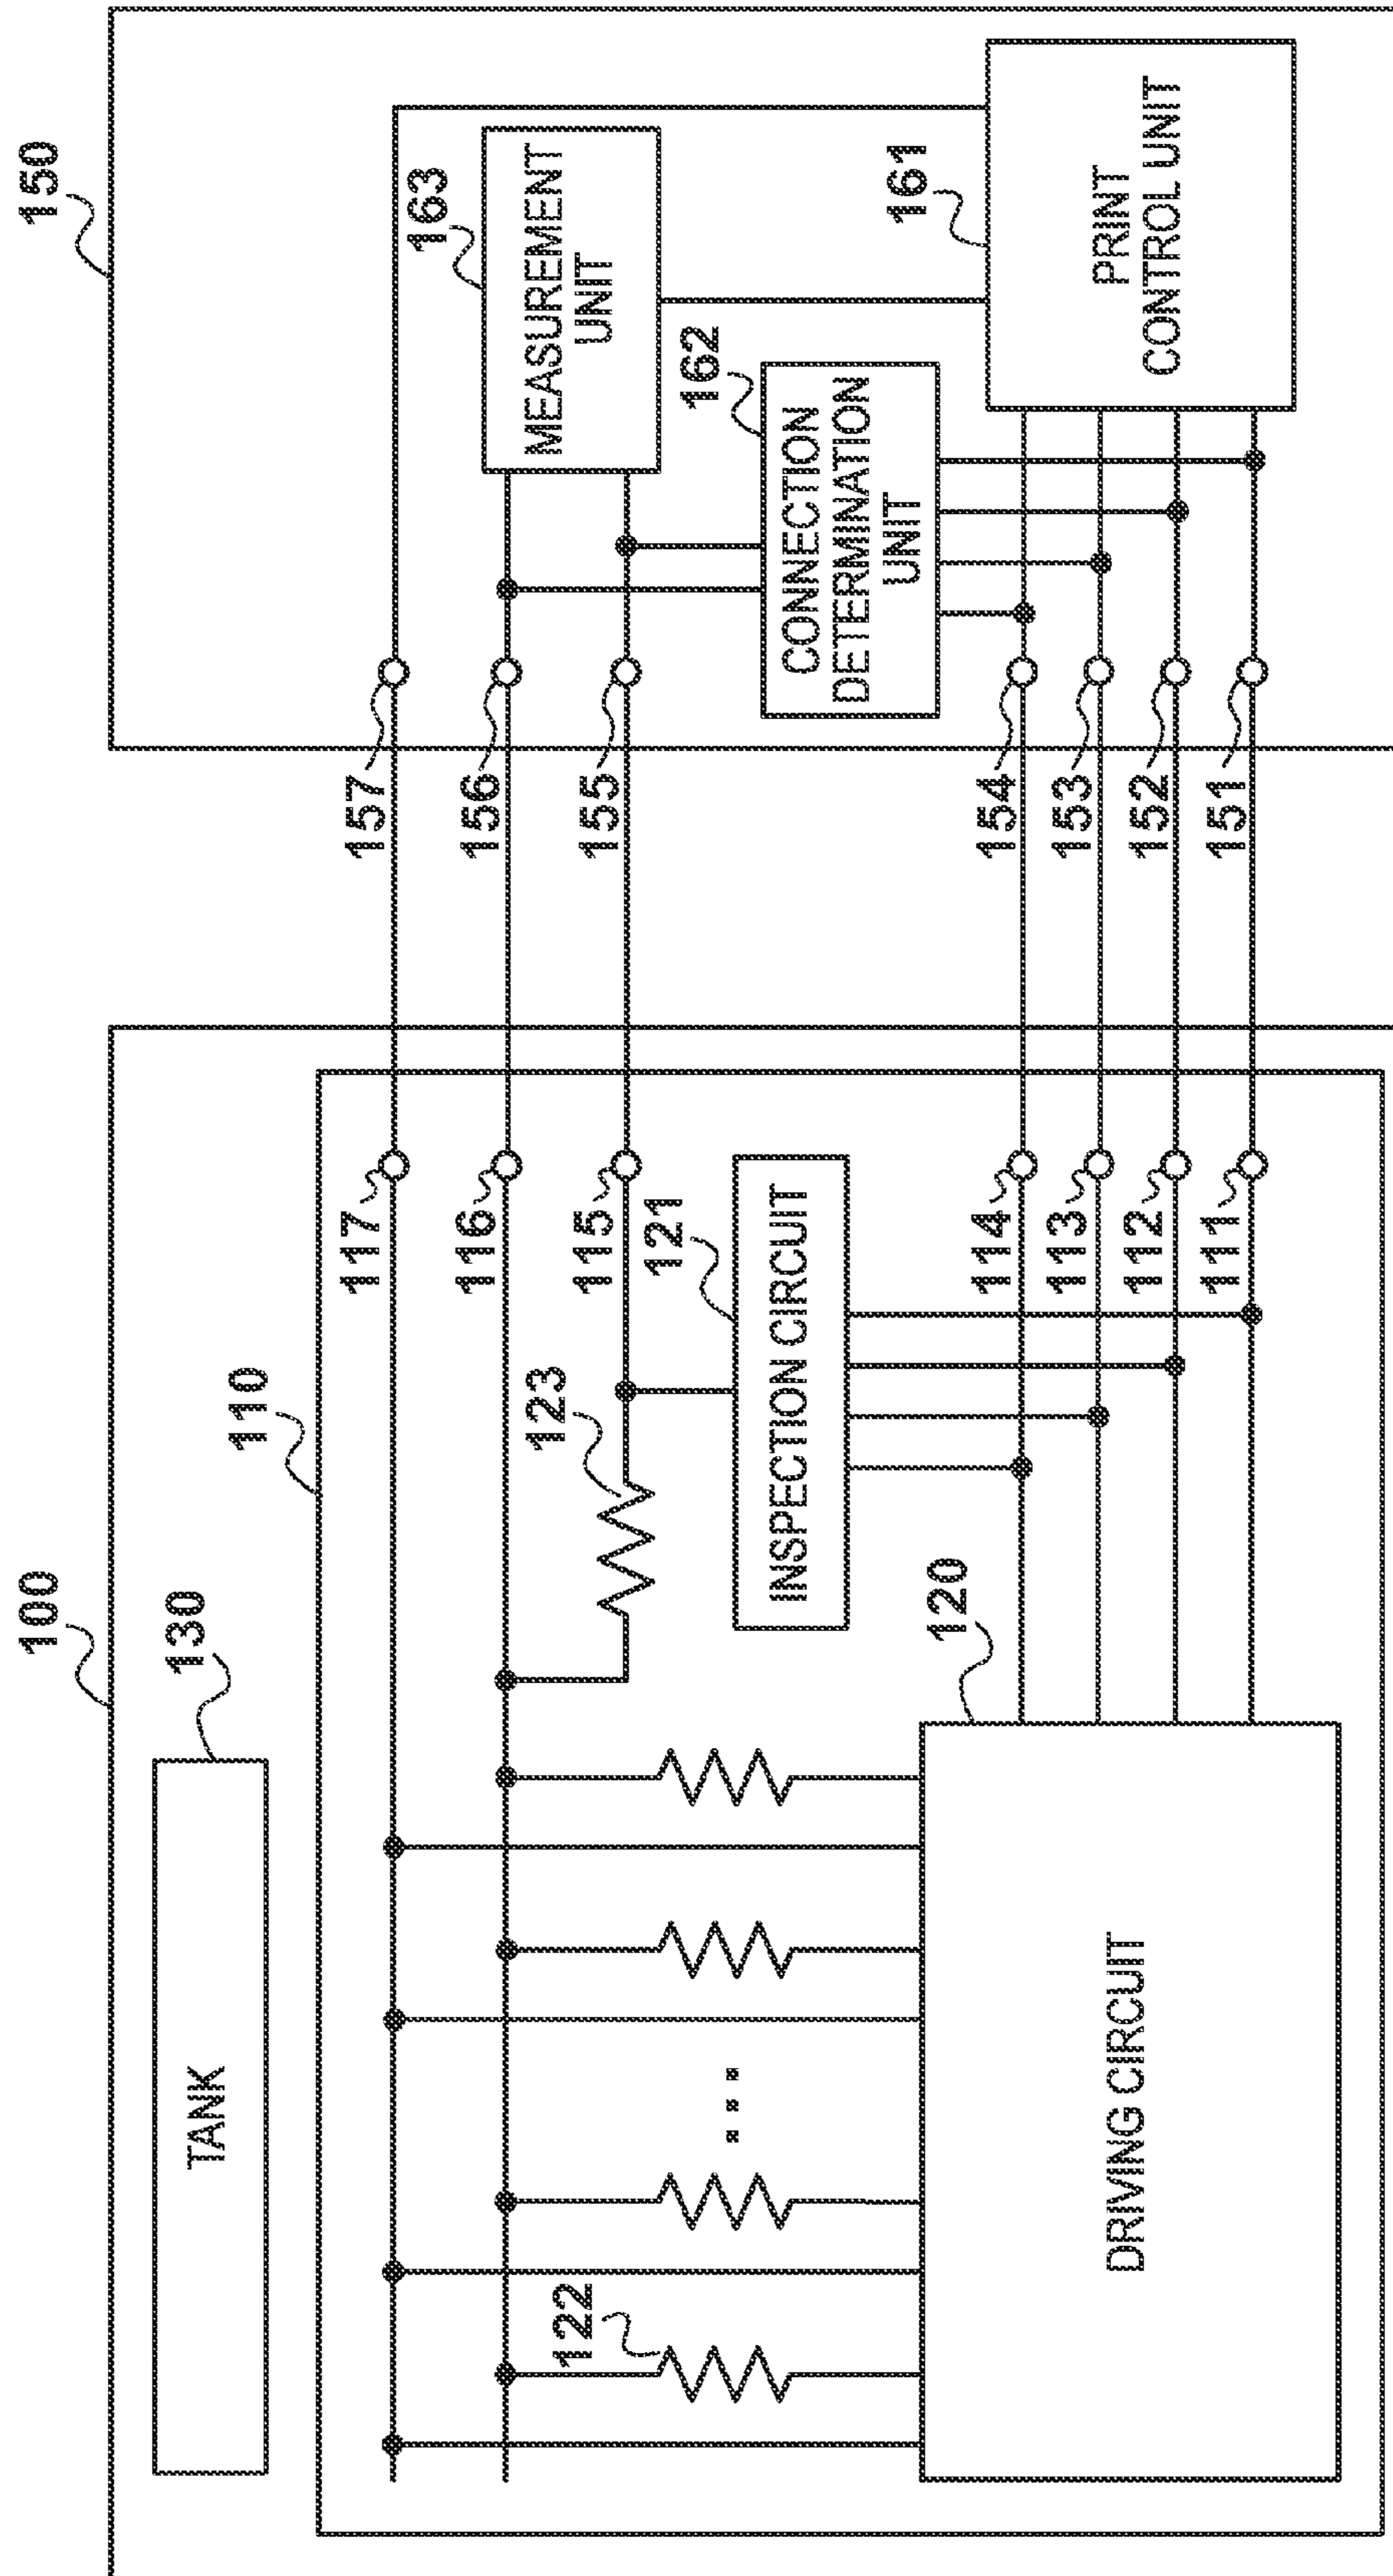 100
150
130
TANK
110
117
157
116
156
163
MEASUREMENT
UNIT
115
155
123
121
INSPECTION CIRCUIT
162
CONNECTION
DETERMINATION
UNIT
122
120
DRIVING CIRCUIT
114
113
112
111
154
153
152
151
161
PRINT
CONTROL UNIT